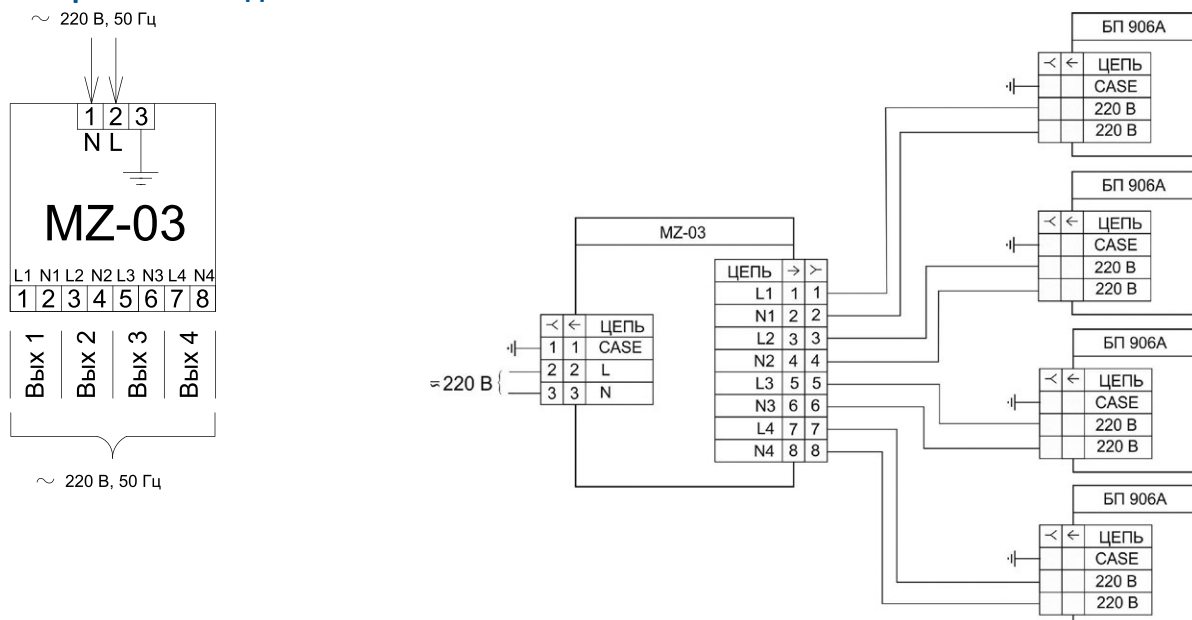 ~ 220 В, 50 Гц
1 2 3
N L
MZ-03
L1 N1 L2 N2 L3 N3 L4 N4
1 2 3 4 5 6 7 8
Вых 1
Вых 2
Вых 3
Вых 4
~ 220 В, 50 Гц
MZ-03
ЦЕПЬ
1 1 CASE
2 2 L
3 3 N
≂220 В
ЦЕПЬ
L1 1 1
N1 2 2
L2 3 3
N2 4 4
L3 5 5
N3 6 6
L4 7 7
N4 8 8
БП 906А
ЦЕПЬ
CASE
220 В
220 В
БП 906А
ЦЕПЬ
CASE
220 В
220 В
БП 906А
ЦЕПЬ
CASE
220 В
220 В
БП 906А
ЦЕПЬ
CASE
220 В
220 В